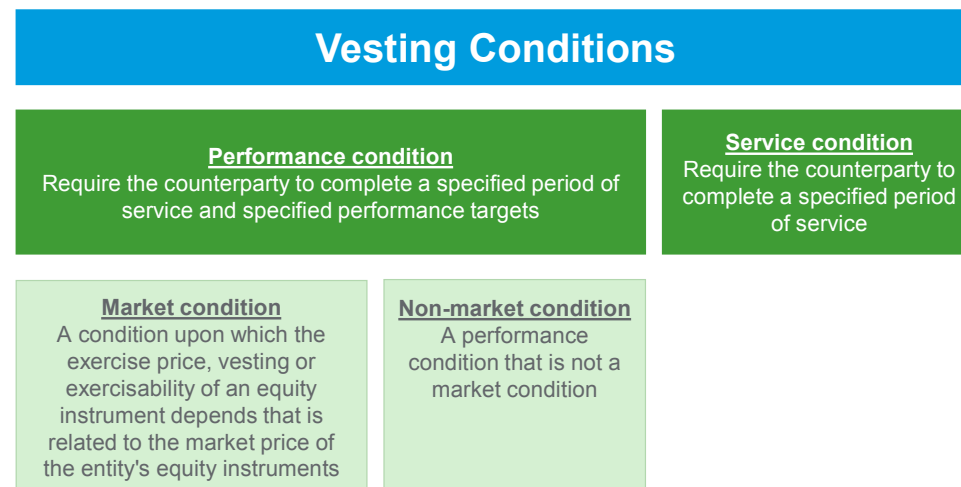 Vesting Conditions
Performance condition
Require the counterparty to complete a specified period of
service and specified performance targets
Service condition
Require the counterparty to
complete a specified period
of service
Market condition
A condition upon which the
exercise price, vesting or
exercisability of an equity
instrument depends that is
related to the market price of
the entity's equity instruments
Non-market condition
A performance
condition that is not a
market condition